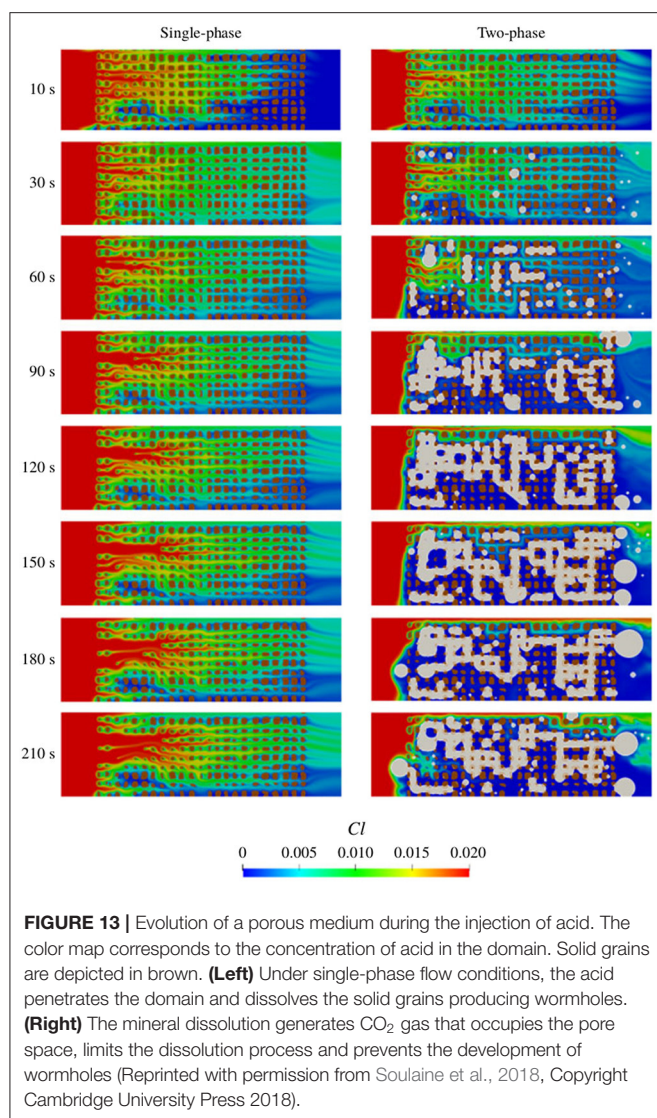 Single-phase
Two-phase
10 s
30 s
60 s
90 s
120 s
150 s
180 s
210 s
Cl
0 0.005 0.010 0.015 0.020
FIGURE 13 | Evolution of a porous medium during the injection of acid. The
color map corresponds to the concentration of acid in the domain. Solid grains
are depicted in brown. (Left) Under single-phase flow conditions, the acid
penetrates the domain and dissolves the solid grains producing wormholes.
(Right) The mineral dissolution generates CO₂ gas that occupies the pore
space, limits the dissolution process and prevents the development of
wormholes (Reprinted with permission from Soulaine et al., 2018, Copyright
Cambridge University Press 2018).